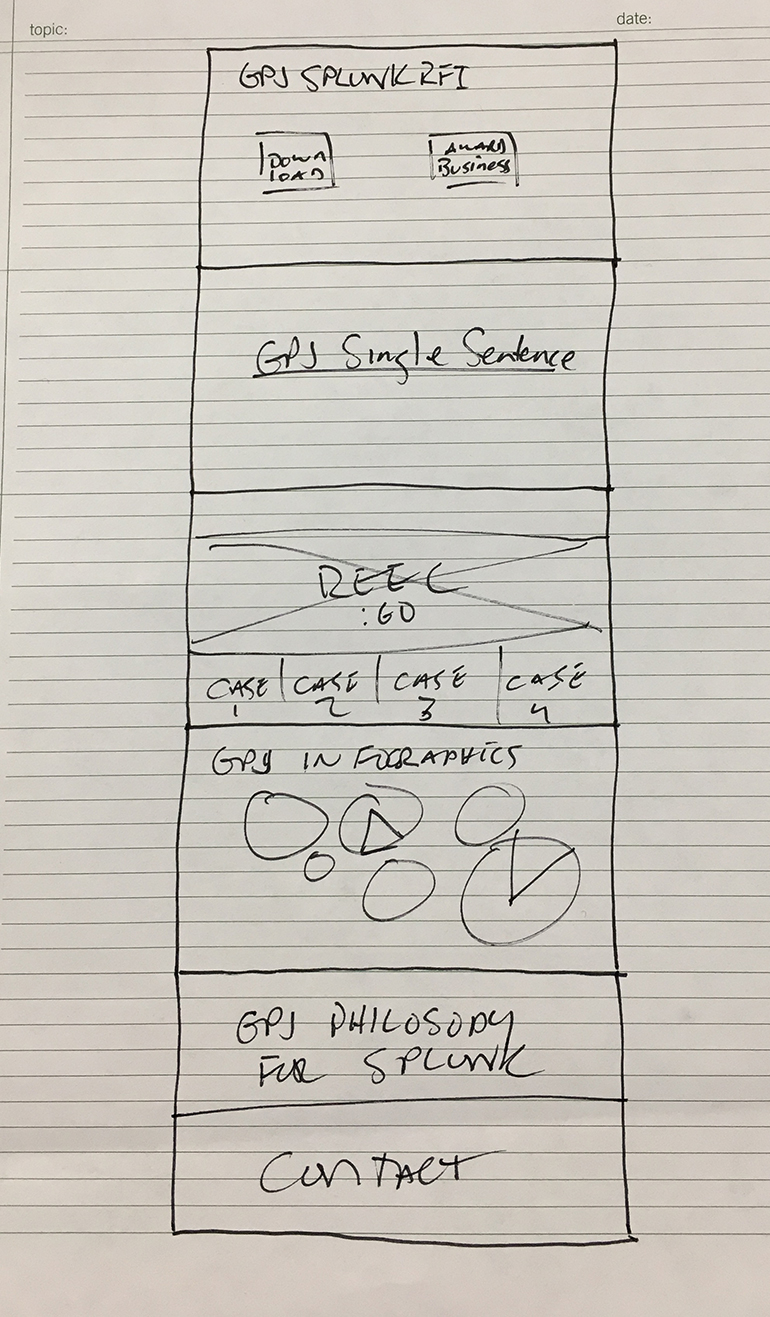 topic:
date:
GPJ SPLUNK RFI
DOWN
LOAD
AWARD
Business
GPJ Single Sentence
REEL
:60
CASE
1
CASE
2
CASE
3
CASE
4
GPJ INFOGRAPHICS
GPJ PHILOSOPY
FOR SPLUNK
CONTACT